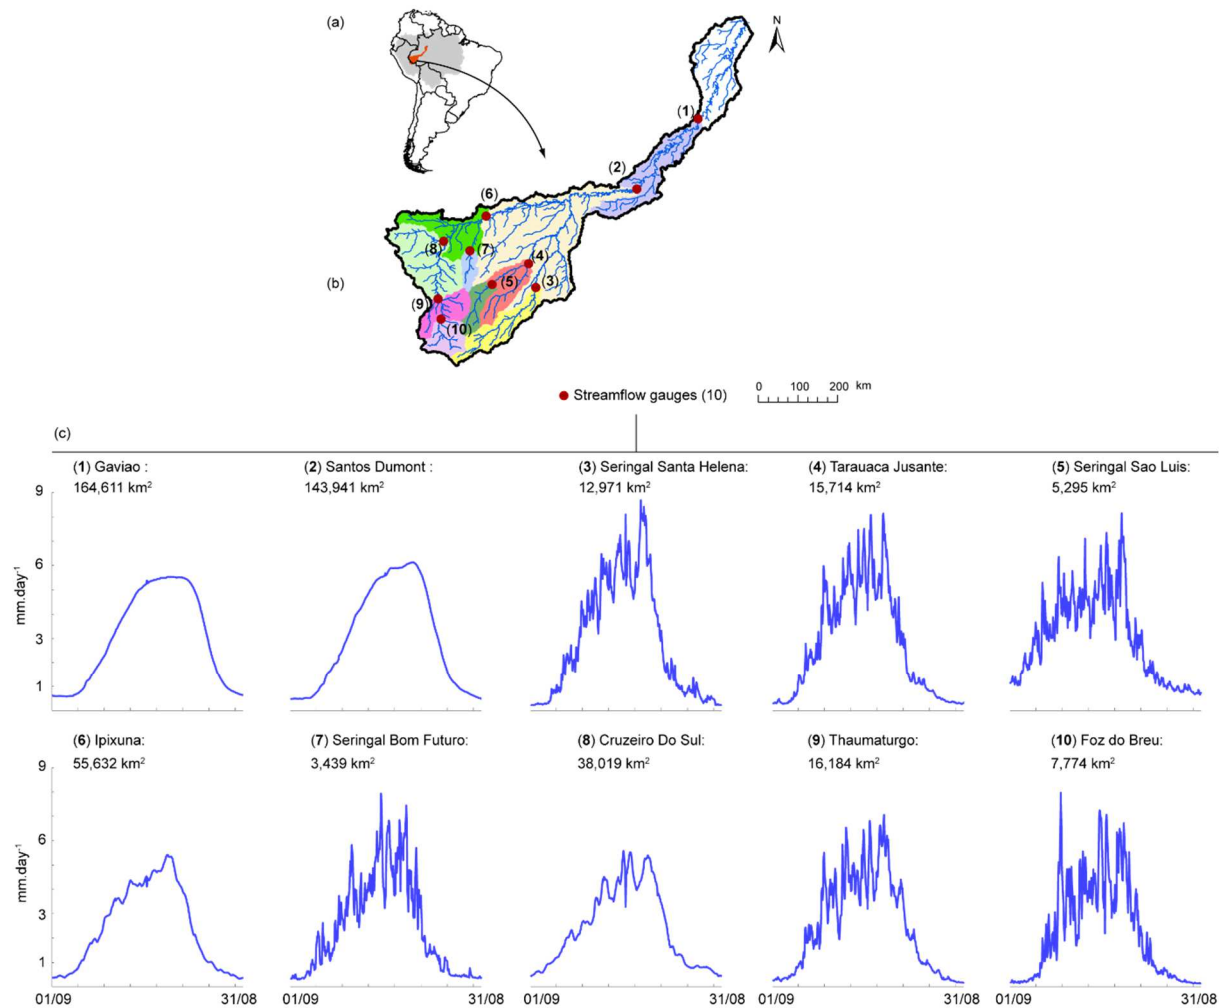 (a)
N
(1)
(2)
(6)
(8)
(7)
(4)
(b)
(5)
(3)
(9)
(10)
Streamflow gauges (10)
0 100 200 km
(c)
(1) Gaviao :
164,611 km²
(2) Santos Dumont :
143,941 km²
(3) Seringal Santa Helena:
12,971 km²
(4) Tarauaca Jusante:
15,714 km²
(5) Seringal Sao Luis:
5,295 km²
9
6
3
1
mm.day⁻¹
(6) Ipixuna:
55,632 km²
(7) Seringal Bom Futuro:
3,439 km²
(8) Cruzeiro Do Sul:
38,019 km²
(9) Thaumaturgo:
16,184 km²
(10) Foz do Breu:
7,774 km²
9
6
3
1
mm.day⁻¹
01/09 31/08 01/09 31/08 01/09 31/08 01/09 31/08 01/09 31/08